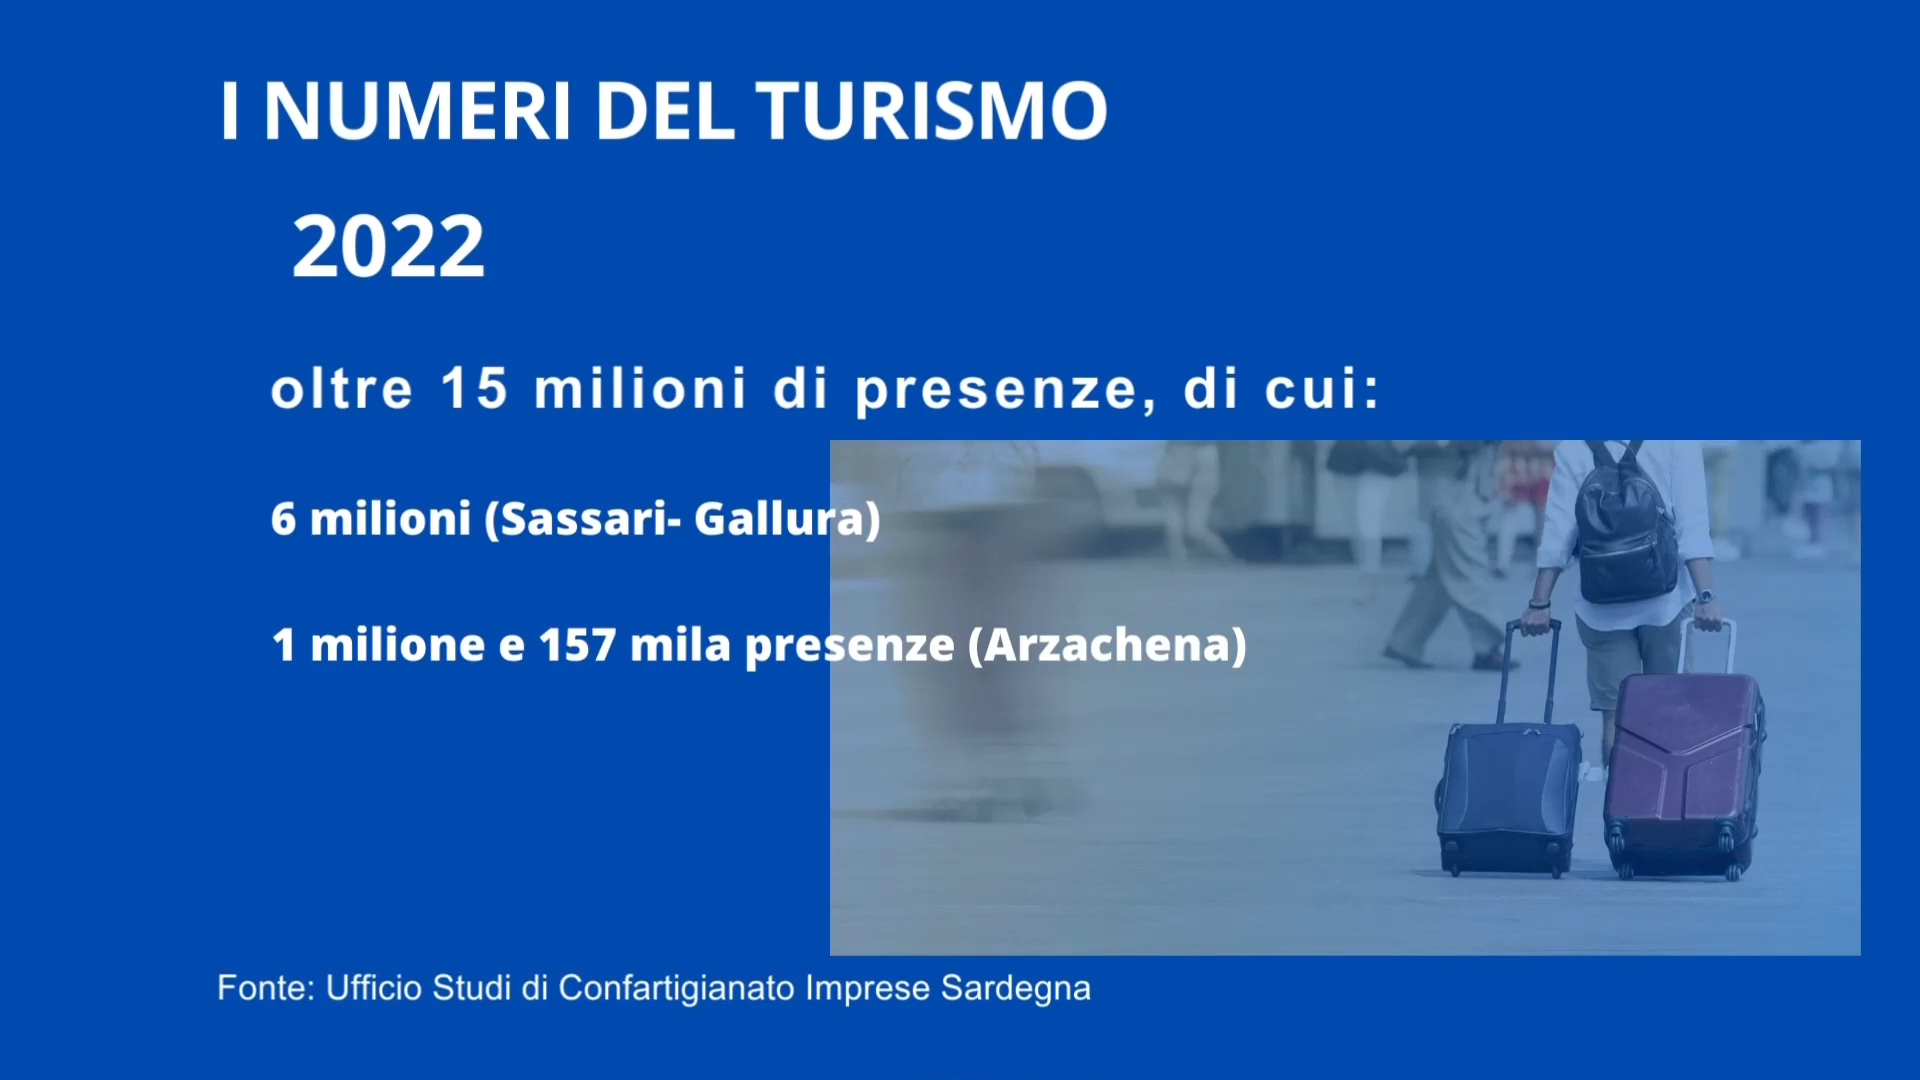 I NUMERI DEL TURISMO
2022
oltre 15 milioni di presenze, di cui:
6 milioni (Sassari- Gallura)
1 milione e 157 mila presenze (Arzachena)
Fonte: Ufficio Studi di Confartigianato Imprese Sardegna